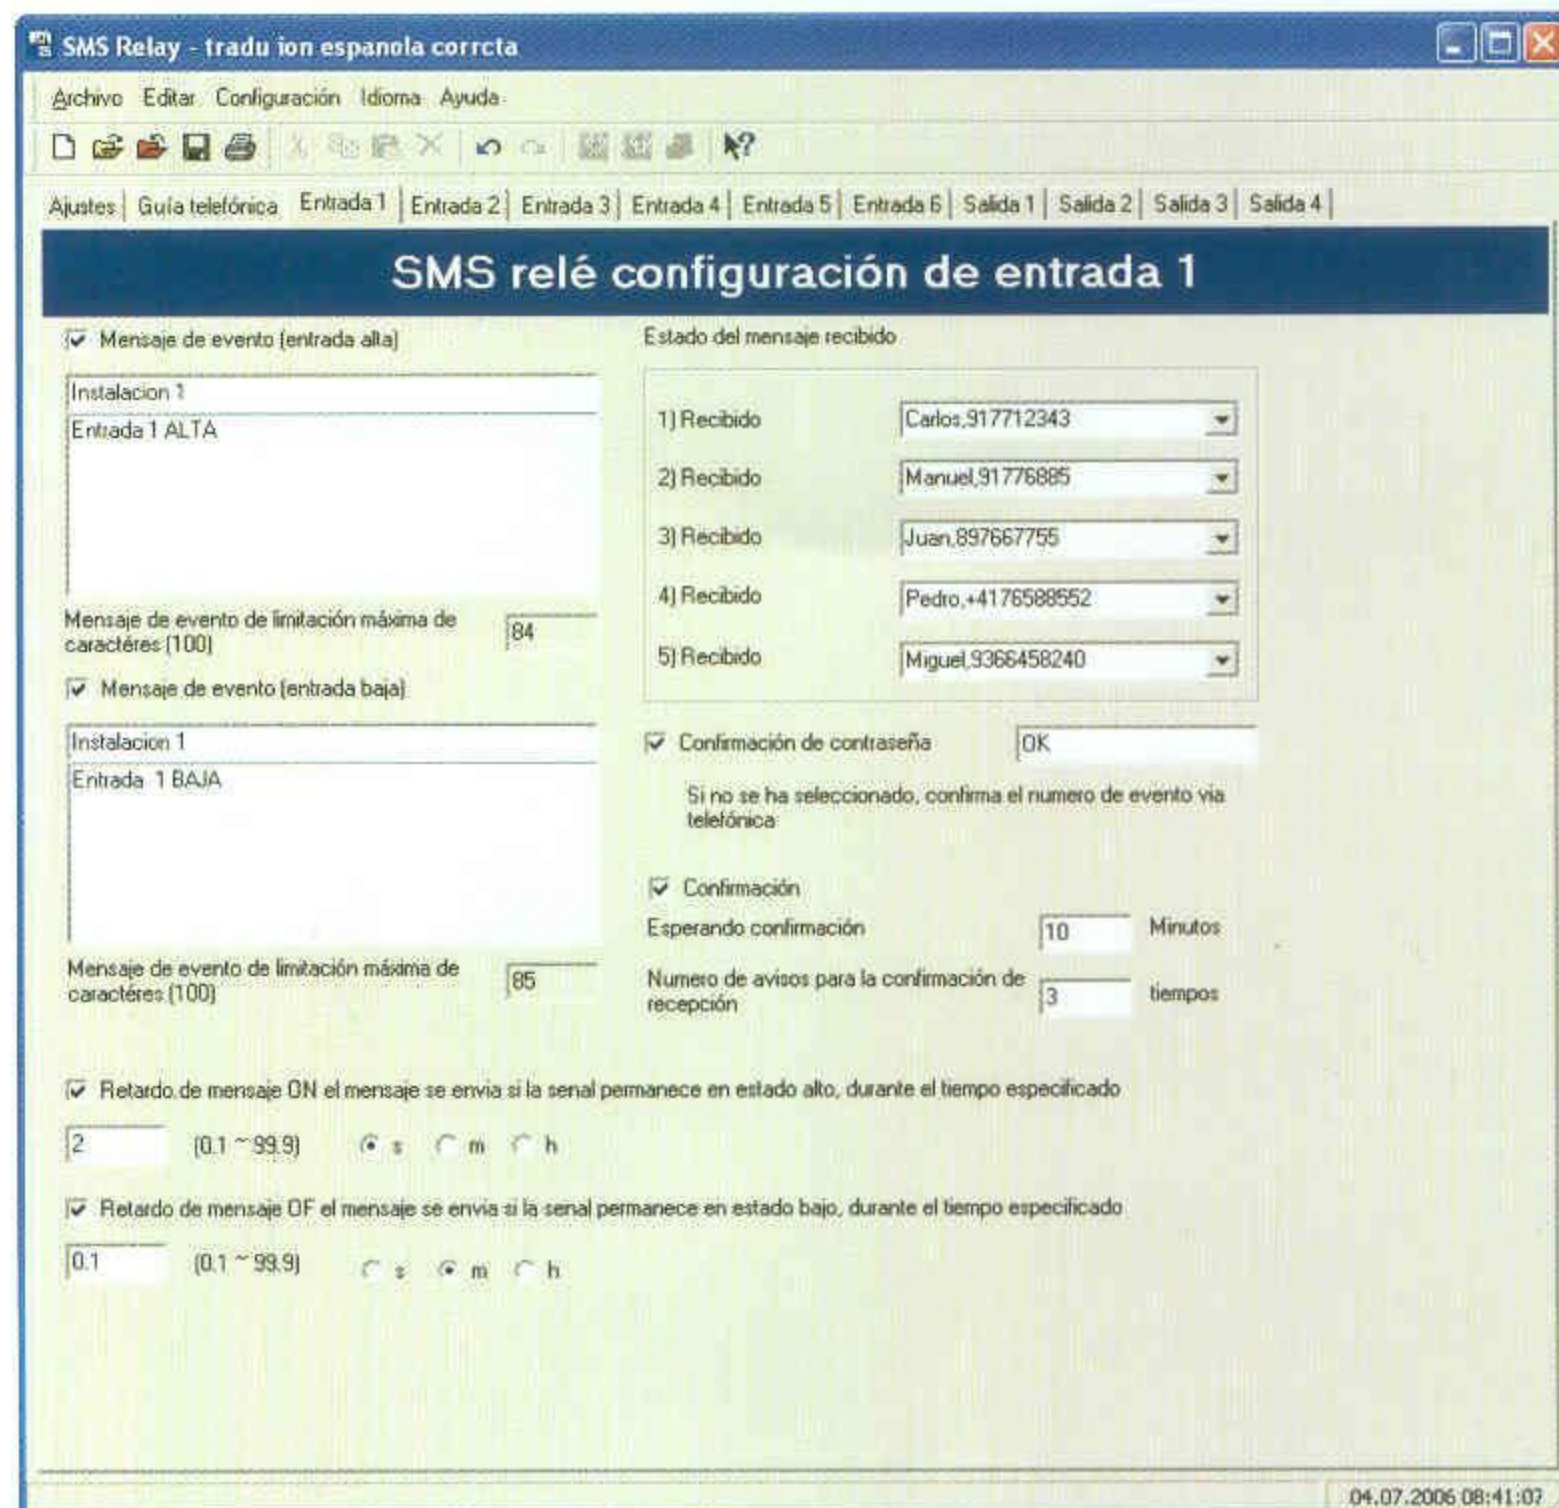 SMS Relay - tradu ion espanola corrcta
Archivo Editar Configuración Idioma Ayuda
Ajustes Guía telefónica Entrada 1 Entrada 2 Entrada 3 Entrada 4 Entrada 5 Entrada 6 Salida 1 Salida 2 Salida 3 Salida 4
SMS relé configuración de entrada 1
Mensaje de evento (entrada alta)
Instalacion 1
Entrada 1 ALTA
Mensaje de evento de limitación máxima de
caractéres (100)
84
Mensaje de evento (entrada baja)
Instalacion 1
Entrada 1 BAJA
Mensaje de evento de limitación máxima de
caractéres (100)
85
Estado del mensaje recibido
1) Recibido Carlos,917712343
2) Recibido Manuel,91776885
3) Recibido Juan,897667755
4) Recibido Pedro,+4176588552
5) Recibido Miguel,9366458240
Confirmación de contraseña OK
Si no se ha seleccionado, confirma el numero de evento via
telefónica
Confirmación
Esperando confirmación 10 Minutos
Numero de avisos para la confirmación de
recepción
3 tiempos
Retardo de mensaje ON el mensaje se envia si la senal permanece en estado alto, durante el tiempo especificado
2 (0.1 ~ 99.9) s m h
Retardo de mensaje OF el mensaje se envia si la senal permanece en estado bajo, durante el tiempo especificado
0.1 (0.1 ~ 99.9) s m h
04.07.2006 08:41:07